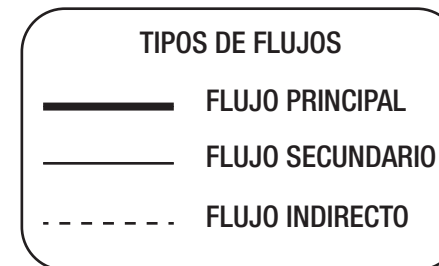 TIPOS DE FLUJOS
FLUJO PRINCIPAL
FLUJO SECUNDARIO
FLUJO INDIRECTO